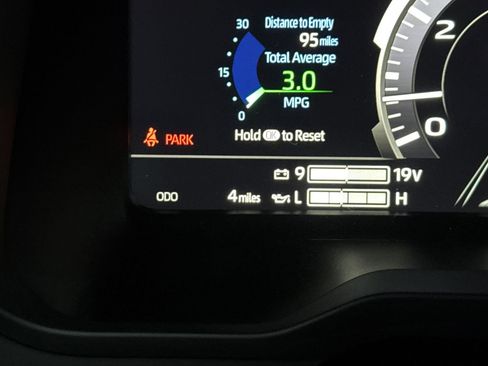 Distance to Empty
30
95 miles
Total Average
15
3.0
MPG
0
Hold OK to Reset
2
0
PARK
9 19V
ODO 4 miles L H